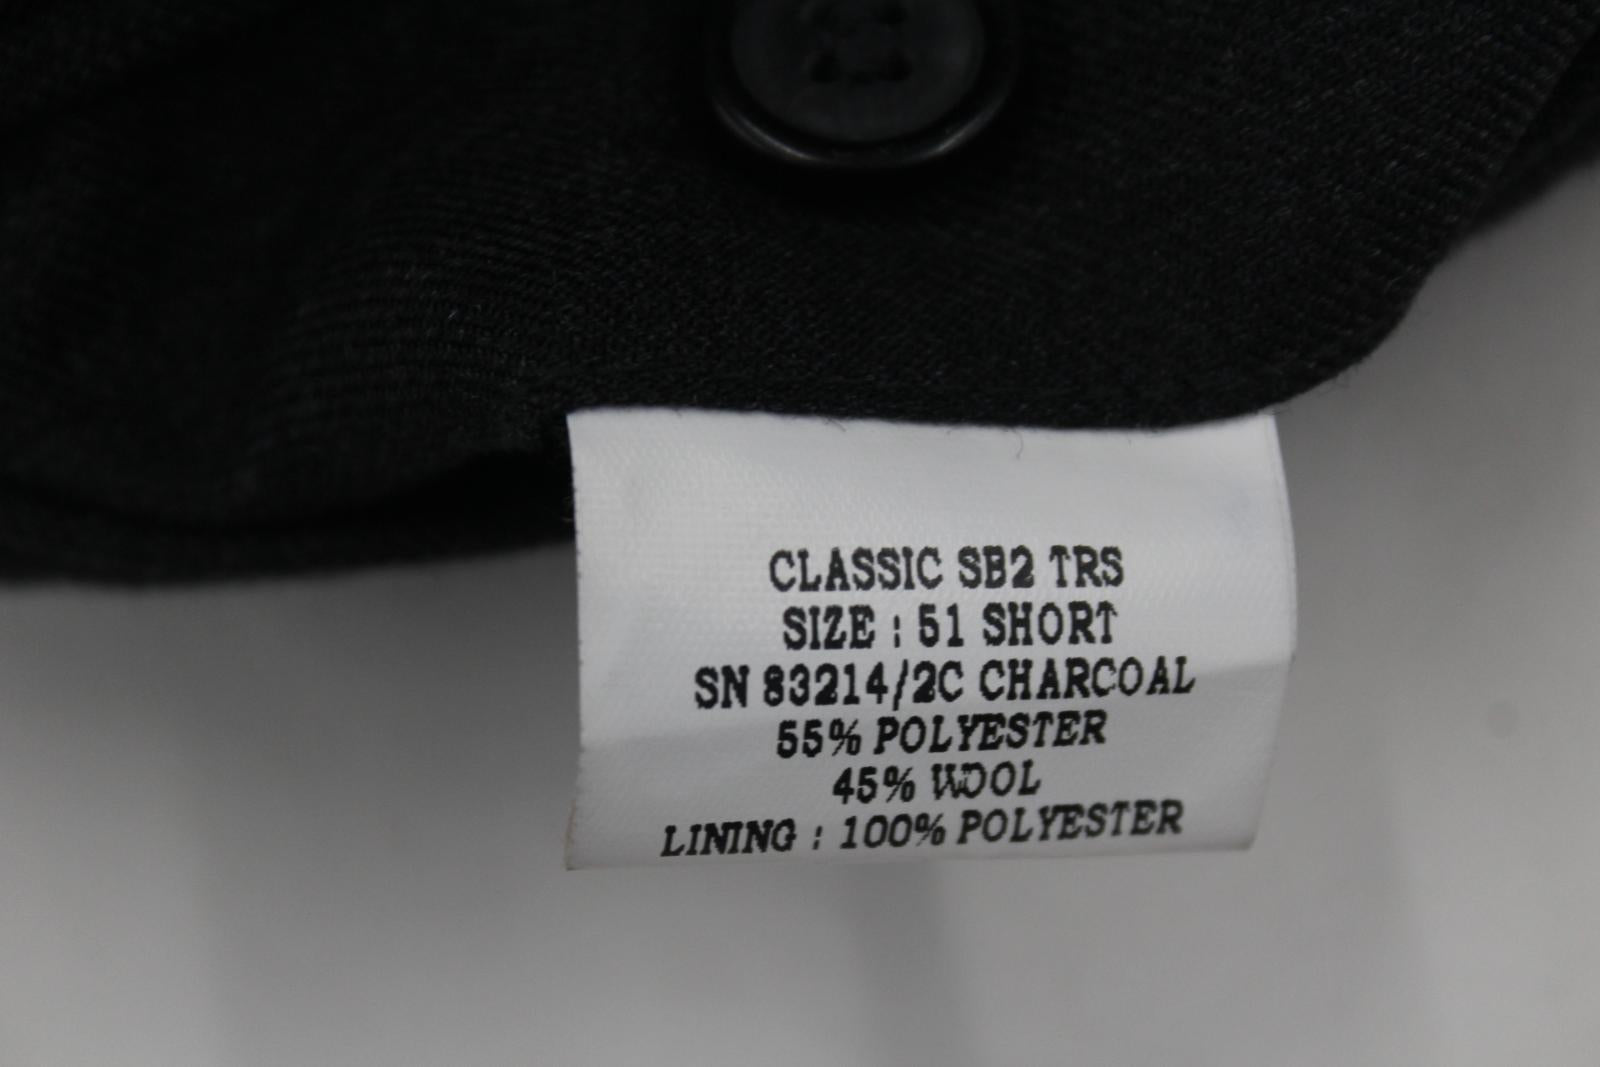 CLASSIC SB2 TRS
SIZE : 51 SHORT
SN 83214/2C CHARCOAL
55% POLYESTER
45% WOOL
LINING : 100% POLYESTER